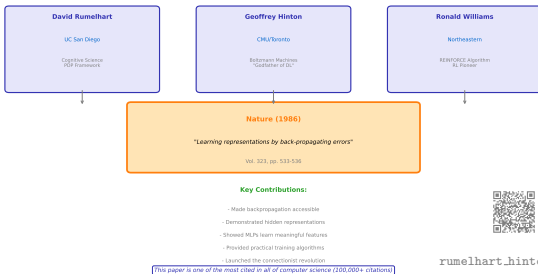 David Rumelhart
UC San Diego
Cognitive Science
PDP Framework
Geoffrey Hinton
CMU/Toronto
Boltzmann Machines
"Godfather of DL"
Ronald Williams
Northeastern
REINFORCE Algorithm
RL Pioneer
Nature (1986)
"Learning representations by back-propagating errors"
Vol. 323, pp. 533-536
Key Contributions:
- Made backpropagation accessible
- Demonstrated hidden representations
- Showed MLPs learn meaningful features
- Provided practical training algorithms
- Launched the connectionist revolution
This paper is one of the most cited in all of computer science (100,000+ citations)
rumelhart_hint